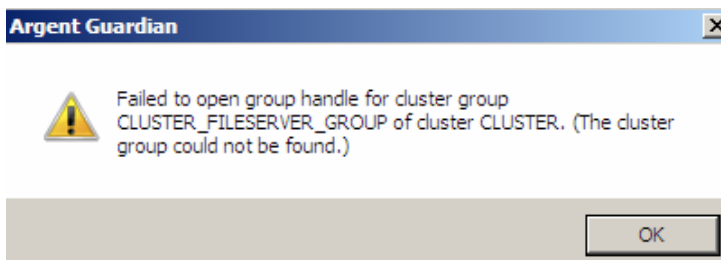 Argent Guardian
Failed to open group handle for cluster group
CLUSTER_FILESERVER_GROUP of cluster CLUSTER. (The cluster
group could not be found.)
OK